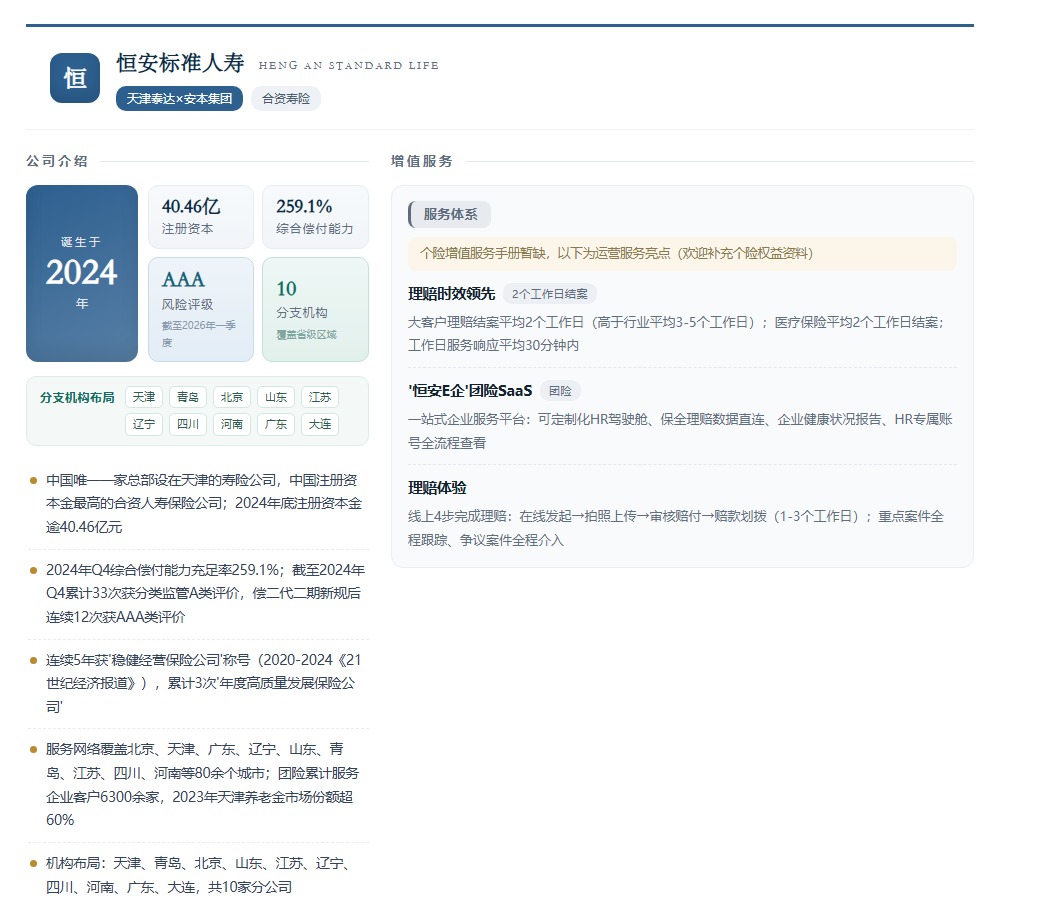 恒
恒安标准人寿 HENG AN STANDARD LIFE
天津泰达×安本集团 合资寿险
公司介绍
诞生于
2024
年
40.46亿
注册资本
259.1%
综合偿付能力
AAA
风险评级
截至2026年一季
度
10
分支机构
覆盖省级区域
分支机构布局 天津 青岛 北京 山东 江苏
辽宁 四川 河南 广东 大连
中国唯一一家总部设在天津的寿险公司，中国注册资
本金最高的合资人寿保险公司；2024年底注册资本金
逾40.46亿元
2024年Q4综合偿付能力充足率259.1%；截至2024年
Q4累计33次获分类监管A类评价，偿二代二期新规后
连续12次获AAA类评价
连续5年获'稳健经营保险公司'称号（2020-2024《21
世纪经济报道》），累计3次'年度高质量发展保险公
司'
服务网络覆盖北京、天津、广东、辽宁、山东、青
岛、江苏、四川、河南等80余个城市；团险累计服务
企业客户6300余家，2023年天津养老金市场份额超
60%
机构布局：天津、青岛、北京、山东、江苏、辽宁、
四川、河南、广东、大连，共10家分公司
增值服务
服务体系
个险增值服务手册暂缺，以下为运营服务亮点（欢迎补充个险权益资料）
理赔时效领先 2个工作日结案
大客户理赔结案平均2个工作日（高于行业平均3-5个工作日）；医疗保险平均2个工作日结案；
工作日服务响应平均30分钟内
'恒安E企'团险SaaS 团险
一站式企业服务平台：可定制化HR驾驶舱、保全理赔数据直连、企业健康状况报告、HR专属账
号全流程查看
理赔体验
线上4步完成理赔：在线发起→拍照上传→审核赔付→赔款划拨（1-3个工作日）；重点案件全
程跟踪、争议案件全程介入